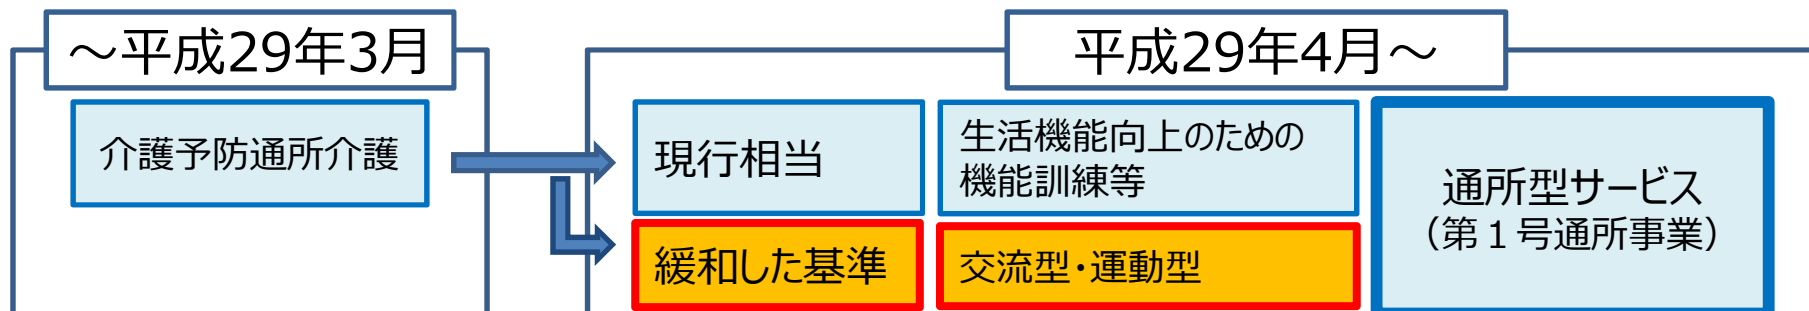 ～平成29年3月
平成29年4月～
介護予防通所介護
現行相当
生活機能向上のための
機能訓練等
通所型サービス
（第１号通所事業）
緩和した基準
交流型・運動型